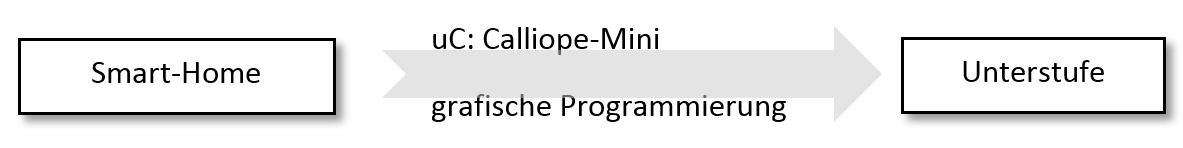 Smart-Home
uC: Calliope-Mini
grafische Programmierung
Unterstufe